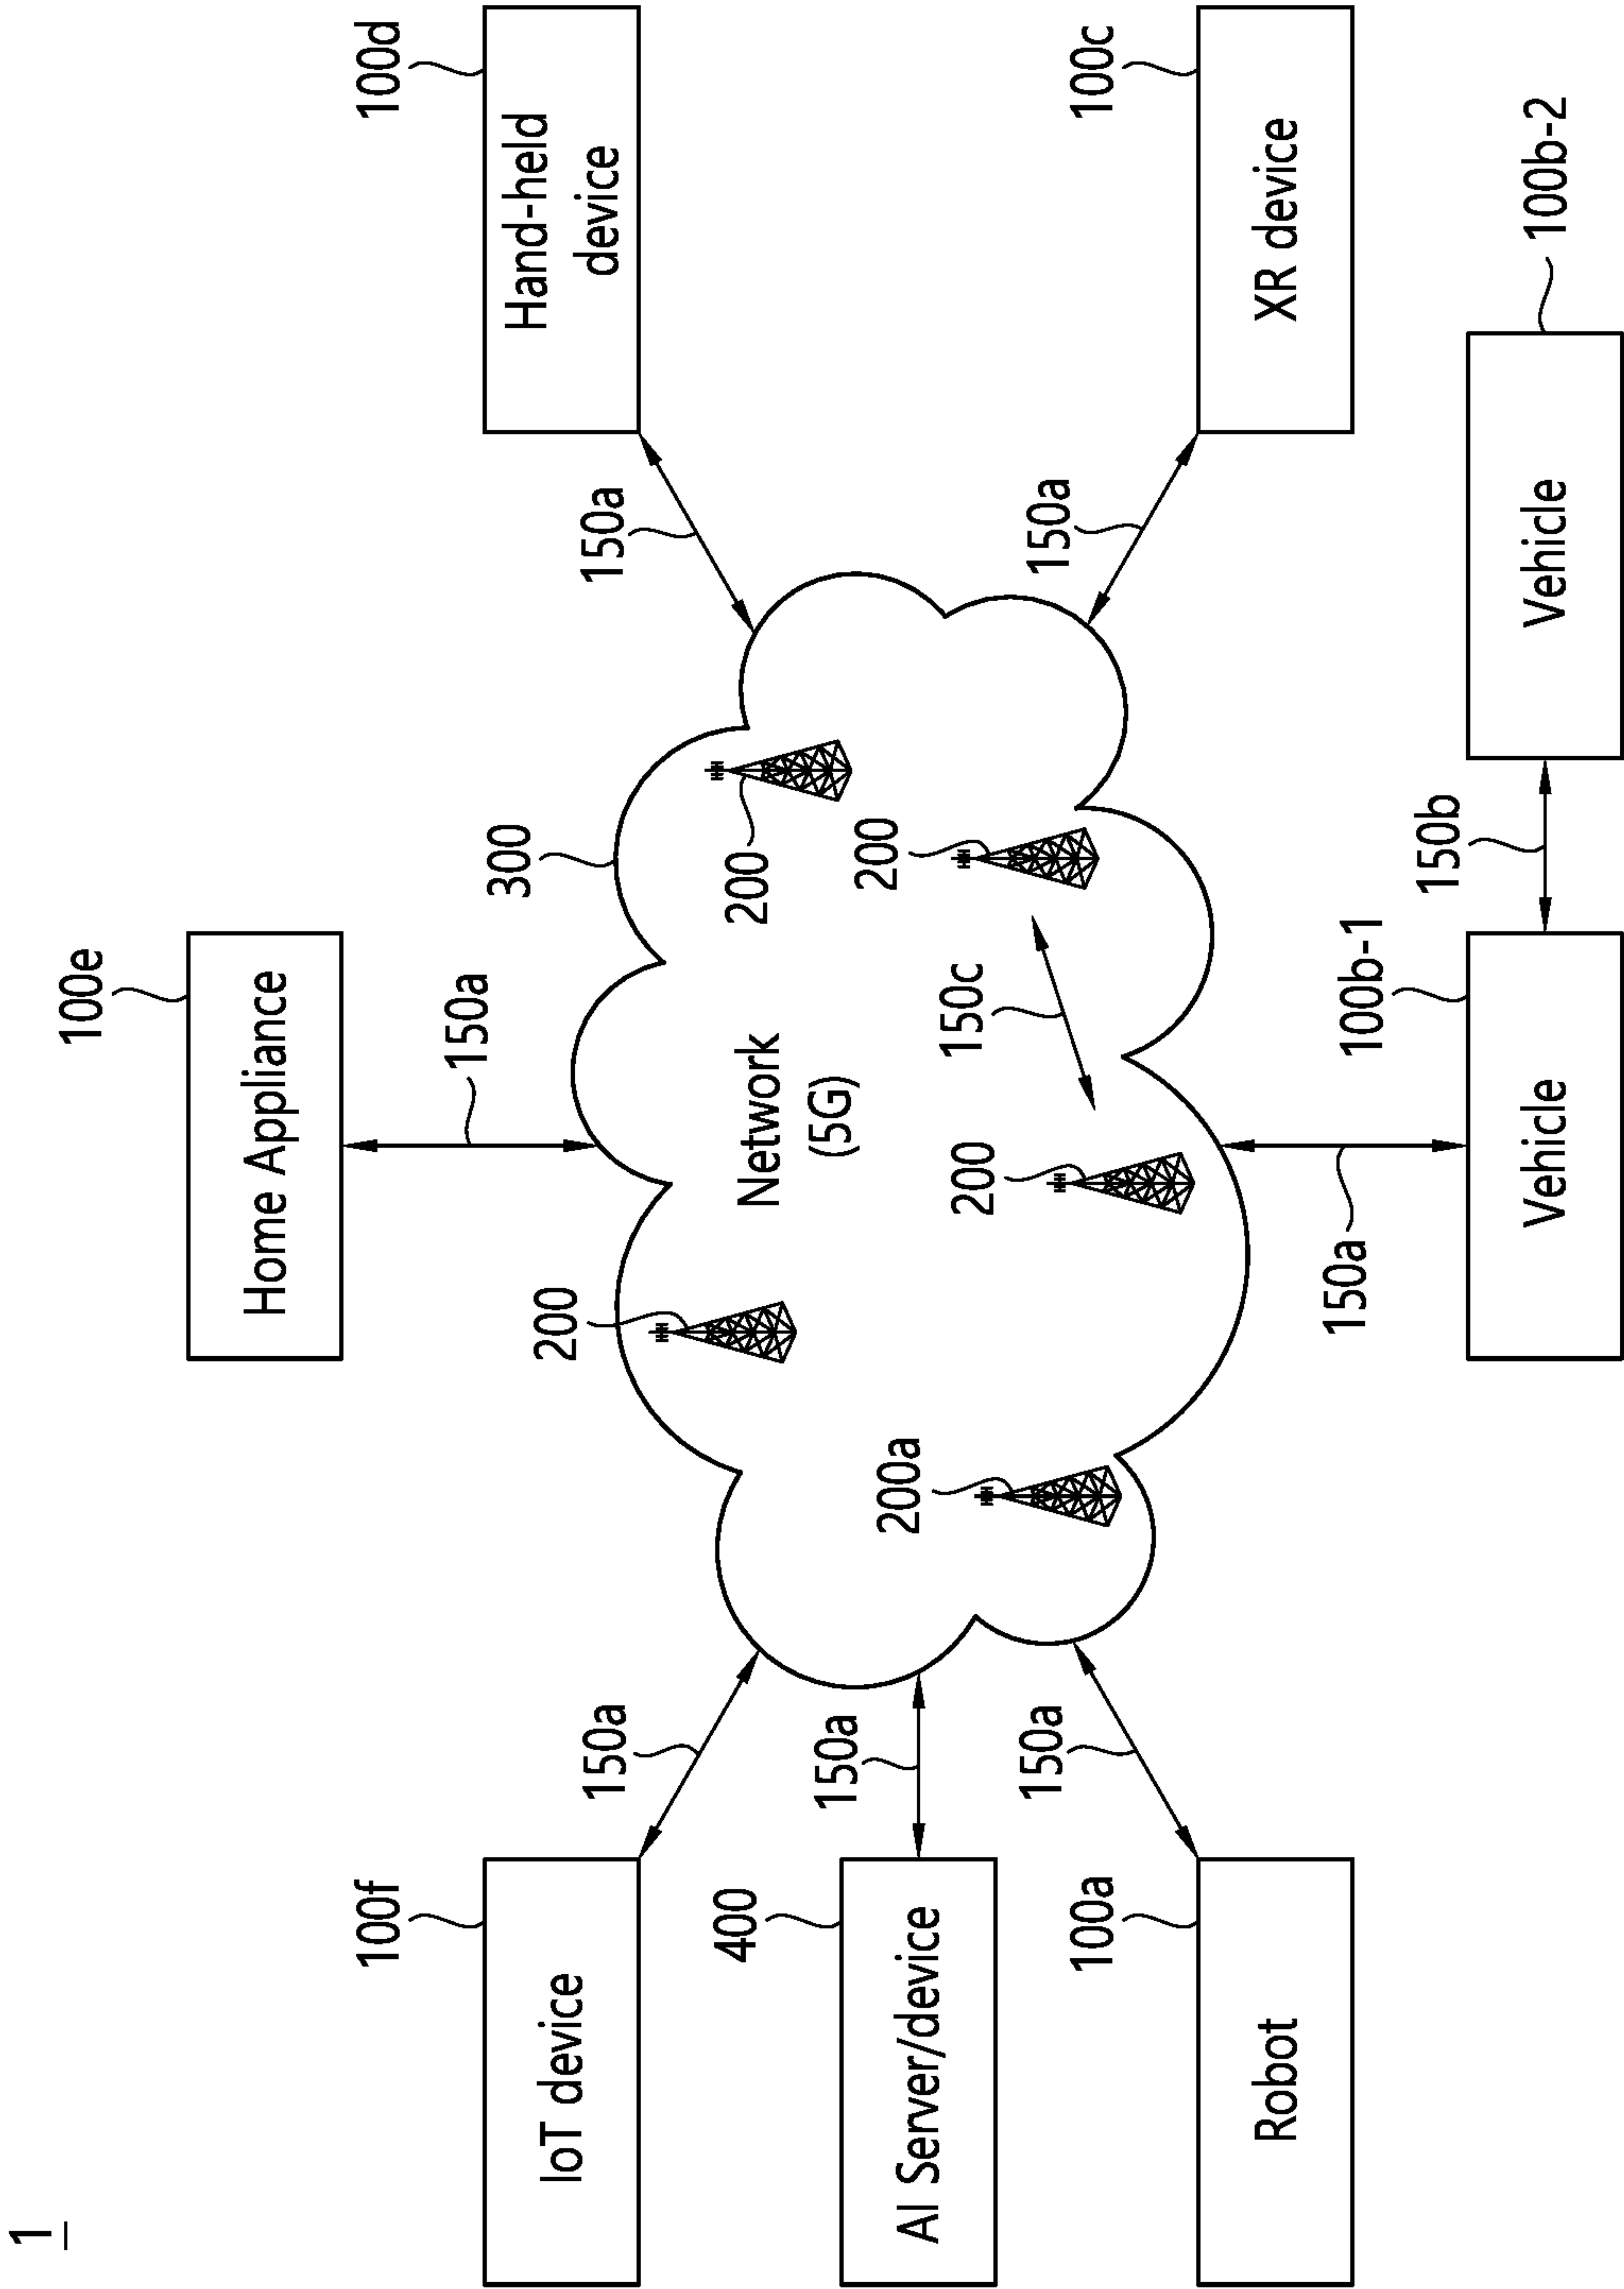 1
100e
Home Appliance
150a
100f
IoT device
150a
300
100d
Hand-held
device
150a
200
200
Network
(5G)
400
AI Server/device
150a
200a
200
150c
200
100a
Robot
150a
150a
100c
XR device
150a
100b-1
Vehicle
150b
100b-2
Vehicle